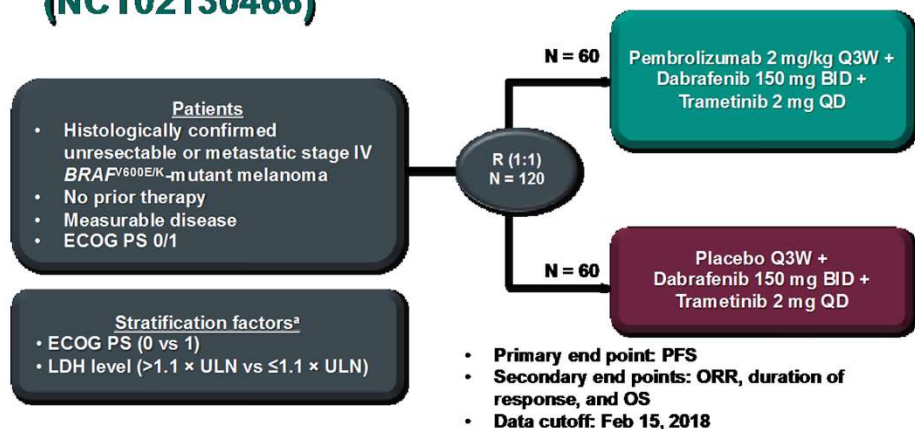 (NCT02130466)
Patients
• Histologically confirmed
unresectable or metastatic stage IV
BRAFV600E/K-mutant melanoma
• No prior therapy
• Measurable disease
• ECOG PS 0/1
Stratification factorsa
• ECOG PS (0 vs 1)
• LDH level (>1.1 × ULN vs ≤1.1 × ULN)
R (1:1)
N = 120
N = 60
Pembrolizumab 2 mg/kg Q3W +
Dabrafenib 150 mg BID +
Trametinib 2 mg QD
N = 60
Placebo Q3W +
Dabrafenib 150 mg BID +
Trametinib 2 mg QD
• Primary end point: PFS
• Secondary end points: ORR, duration of
response, and OS
• Data cutoff: Feb 15, 2018